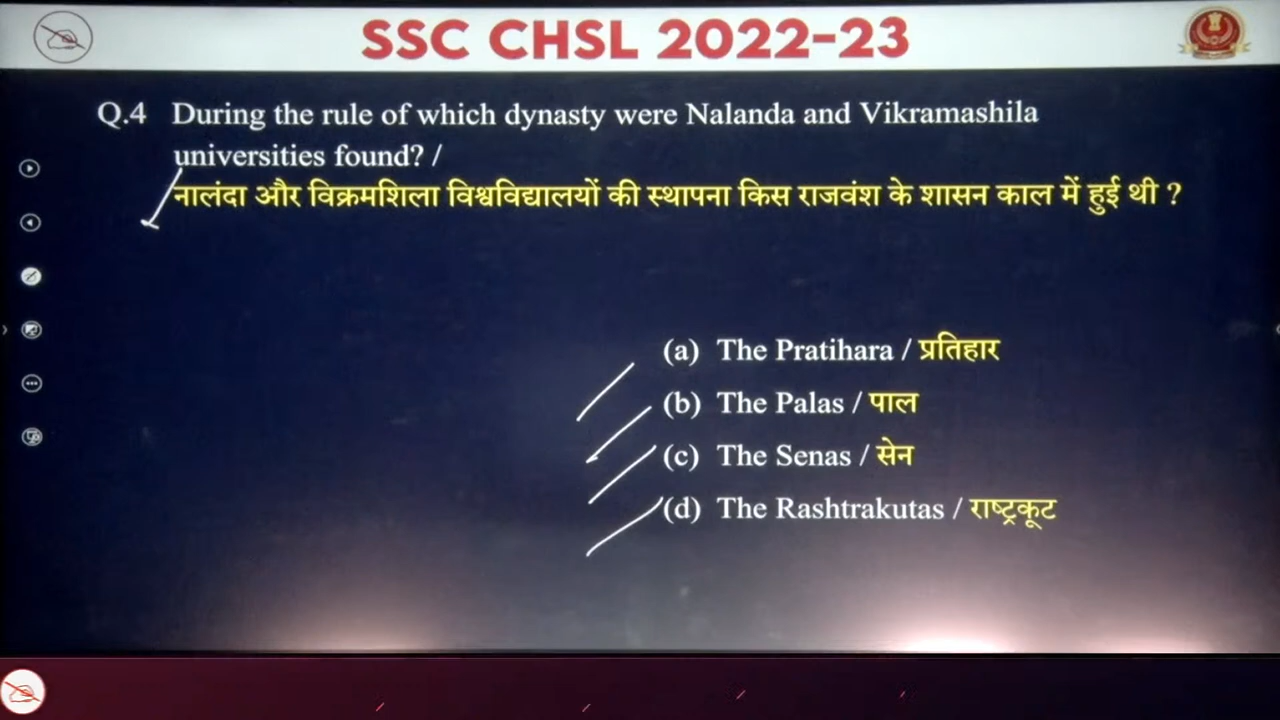 SSC CHSL 2022-23
Q.4 During the rule of which dynasty were Nalanda and Vikramashila
universities found? /
नालंदा और विक्रमशिला विश्वविद्यालयों की स्थापना किस राजवंश के शासन काल में हुई थी ?
(a) The Pratihara / प्रतिहार
(b) The Palas / पाल
(c) The Senas / सेन
(d) The Rashtrakutas / राष्ट्रकूट